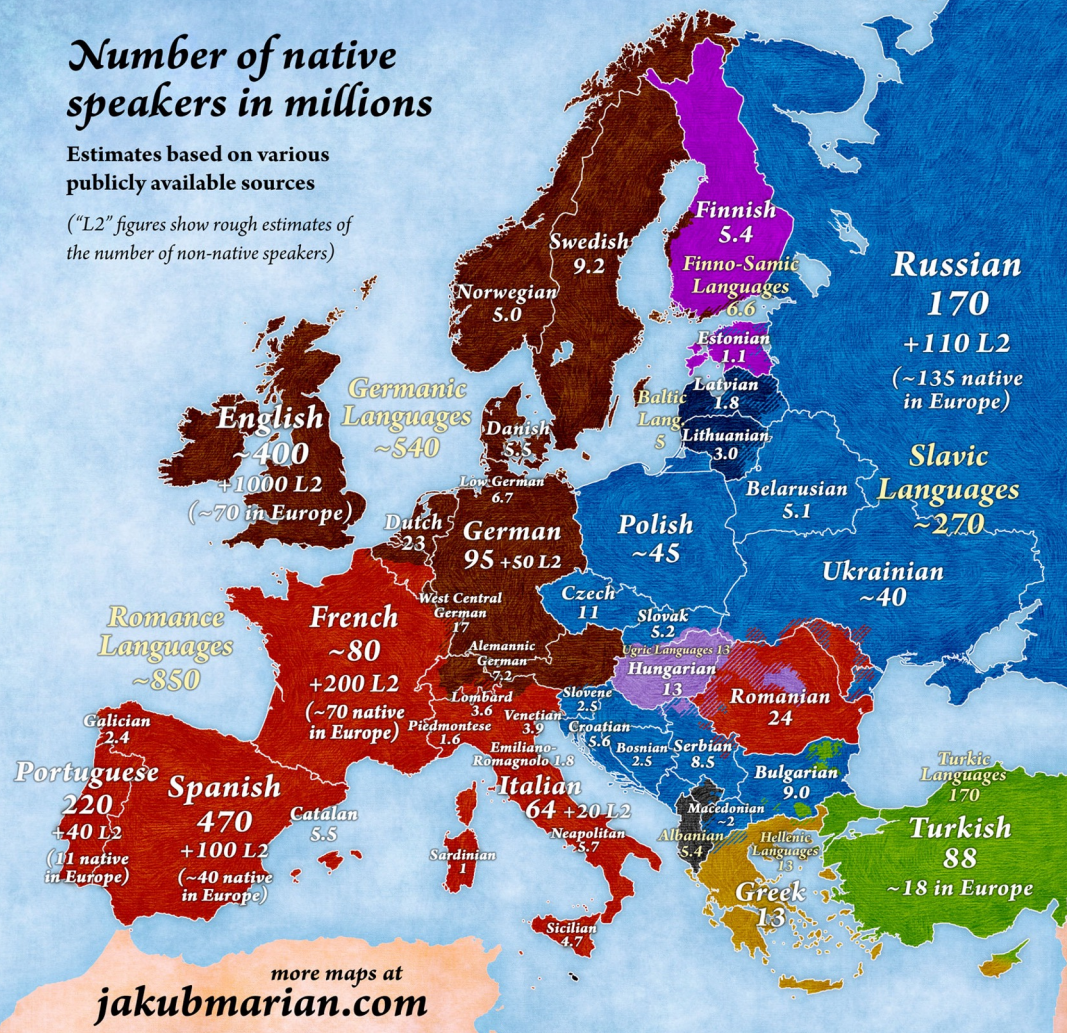 Number of native
speakers in millions
Estimates based on various
publicly available sources
("L2" figures show rough estimates of
the number of non-native speakers)
Finnish
5.4
Finno-Samic
Languages
6.6
Swedish
9.2
Norwegian
5.0
Russian
170
+110 L2
(~135 native
in Europe)
Estonian
1.1
Latvian
1.8
Baltic
Lang.
5
Lithuanian
3.0
Germanic
Languages
~540
English
~400
+1000 L2
(~70 in Europe)
Danish
5.5
Low German
6.7
Dutch
23
German
95 +50 L2
Polish
~45
Belarusian
5.1
Slavic
Languages
~270
Ukrainian
~40
Czech
11
Slovak
5.2
West Central
German
17
Alemannic
German
7.2
Ugric Languages 13
Hungarian
13
Romance
Languages
~850
French
~80
+200 L2
(~70 native
in Europe)
Romanian
24
Lombard
3.6
Piedmontese
1.6
Venetian
3.9
Emiliano-
Romagnolo 1.8
Slovene
2.5
Croatian
5.6
Bosnian
2.5
Serbian
8.5
Bulgarian
9.0
Macedonian
~2
Albanian
5.4
Hellenic
Languages
13
Greek
13
Turkic
Languages
170
Turkish
88
~18 in Europe
Galician
2.4
Portuguese
220
+40 L2
(11 native
in Europe)
Spanish
470
+100 L2
(~40 native
in Europe)
Catalan
5.5
Italian
64 +20 L2
Neapolitan
5.7
Sardinian
1
Sicilian
4.7
more maps at
jakubmarian.com